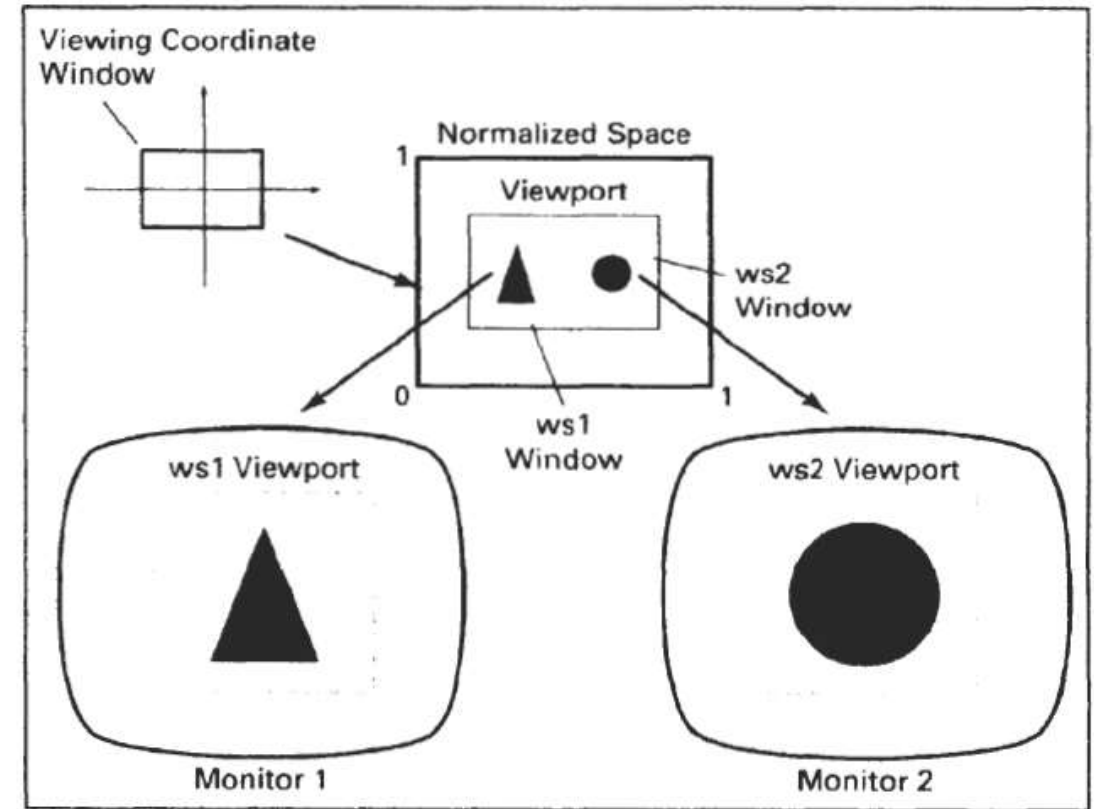 Viewing Coordinate
Window
Normalized Space
1
Viewport
ws2
Window
0
1
ws1
Window
ws1 Viewport
ws2 Viewport
Monitor 1
Monitor 2